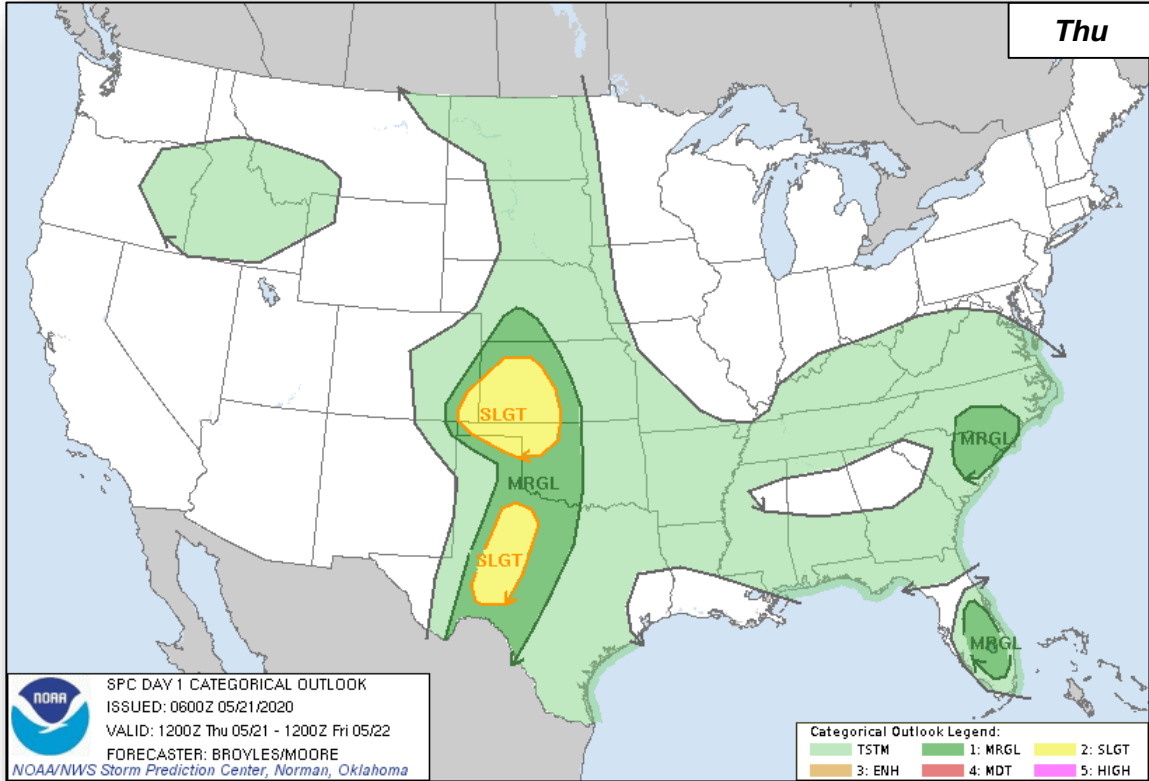 Thu
SLGT
MRGL
MRGL
SLGT
MRGL
NOAA
SPC DAY 1 CATEGORICAL OUTLOOK
ISSUED: 0600Z 05/21/2020
VALID: 1200Z Thu 05/21 - 1200Z Fri 05/22
FORECASTER: BROYLES/MOORE
NOAA/NWS Storm Prediction Center, Norman, Oklahoma
Categorical Outlook Legend:
TSTM 1: MRGL 2: SLGT
3: ENH 4: MDT 5: HIGH